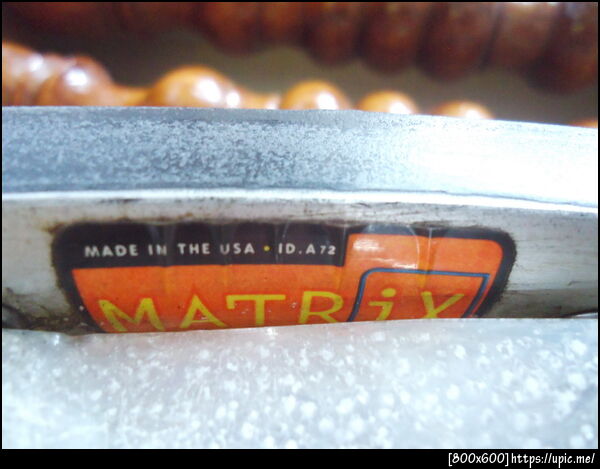 MADE IN THE USA • ID.A72
MATRiX
[800x600]https://upic.me/